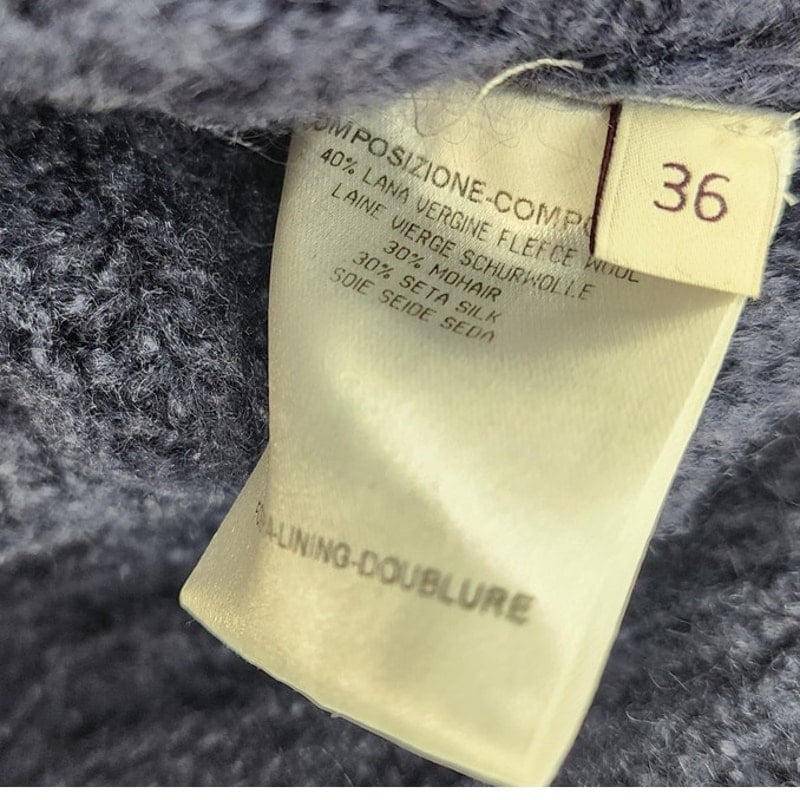 OMPOSIZIONE-COMPO
40% LANA VERGINE FLEECE WOOL
LAINE VIERGE SCHURWOLLE
30% MOHAIR
30% SETA SILK
SOIE SEIDE SEDA
-LINING-DOUBLURE
36